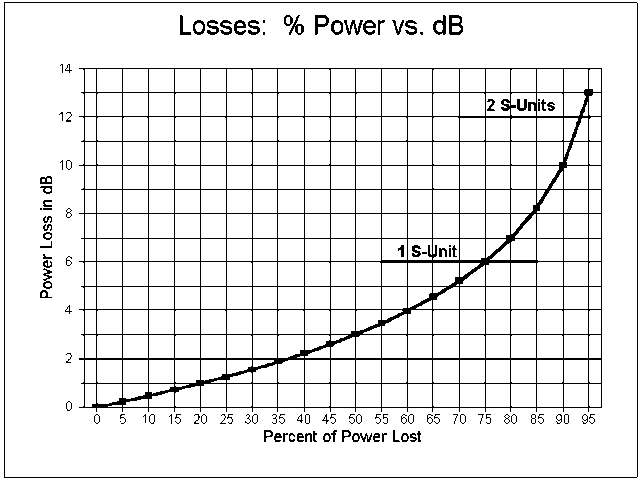 Losses:  % Power vs. dB
14
2 S-Units
12
10
8
1 S-Unit
6
4
2
0
Power Loss in dB
0 5 10 15 20 25 30 35 40 45 50 55 60 65 70 75 80 85 90 95
Percent of Power Lost